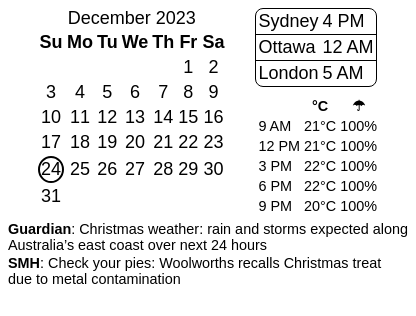 December 2023
Su Mo Tu We Th Fr Sa
1 2
3 4 5 6 7 8 9
10 11 12 13 14 15 16
17 18 19 20 21 22 23
24 25 26 27 28 29 30
31
Sydney 4 PM
Ottawa 12 AM
London 5 AM
°C ☂
9 AM 21°C 100%
12 PM 21°C 100%
3 PM 22°C 100%
6 PM 22°C 100%
9 PM 20°C 100%
Guardian: Christmas weather: rain and storms expected along
Australia’s east coast over next 24 hours
SMH: Check your pies: Woolworths recalls Christmas treat
due to metal contamination